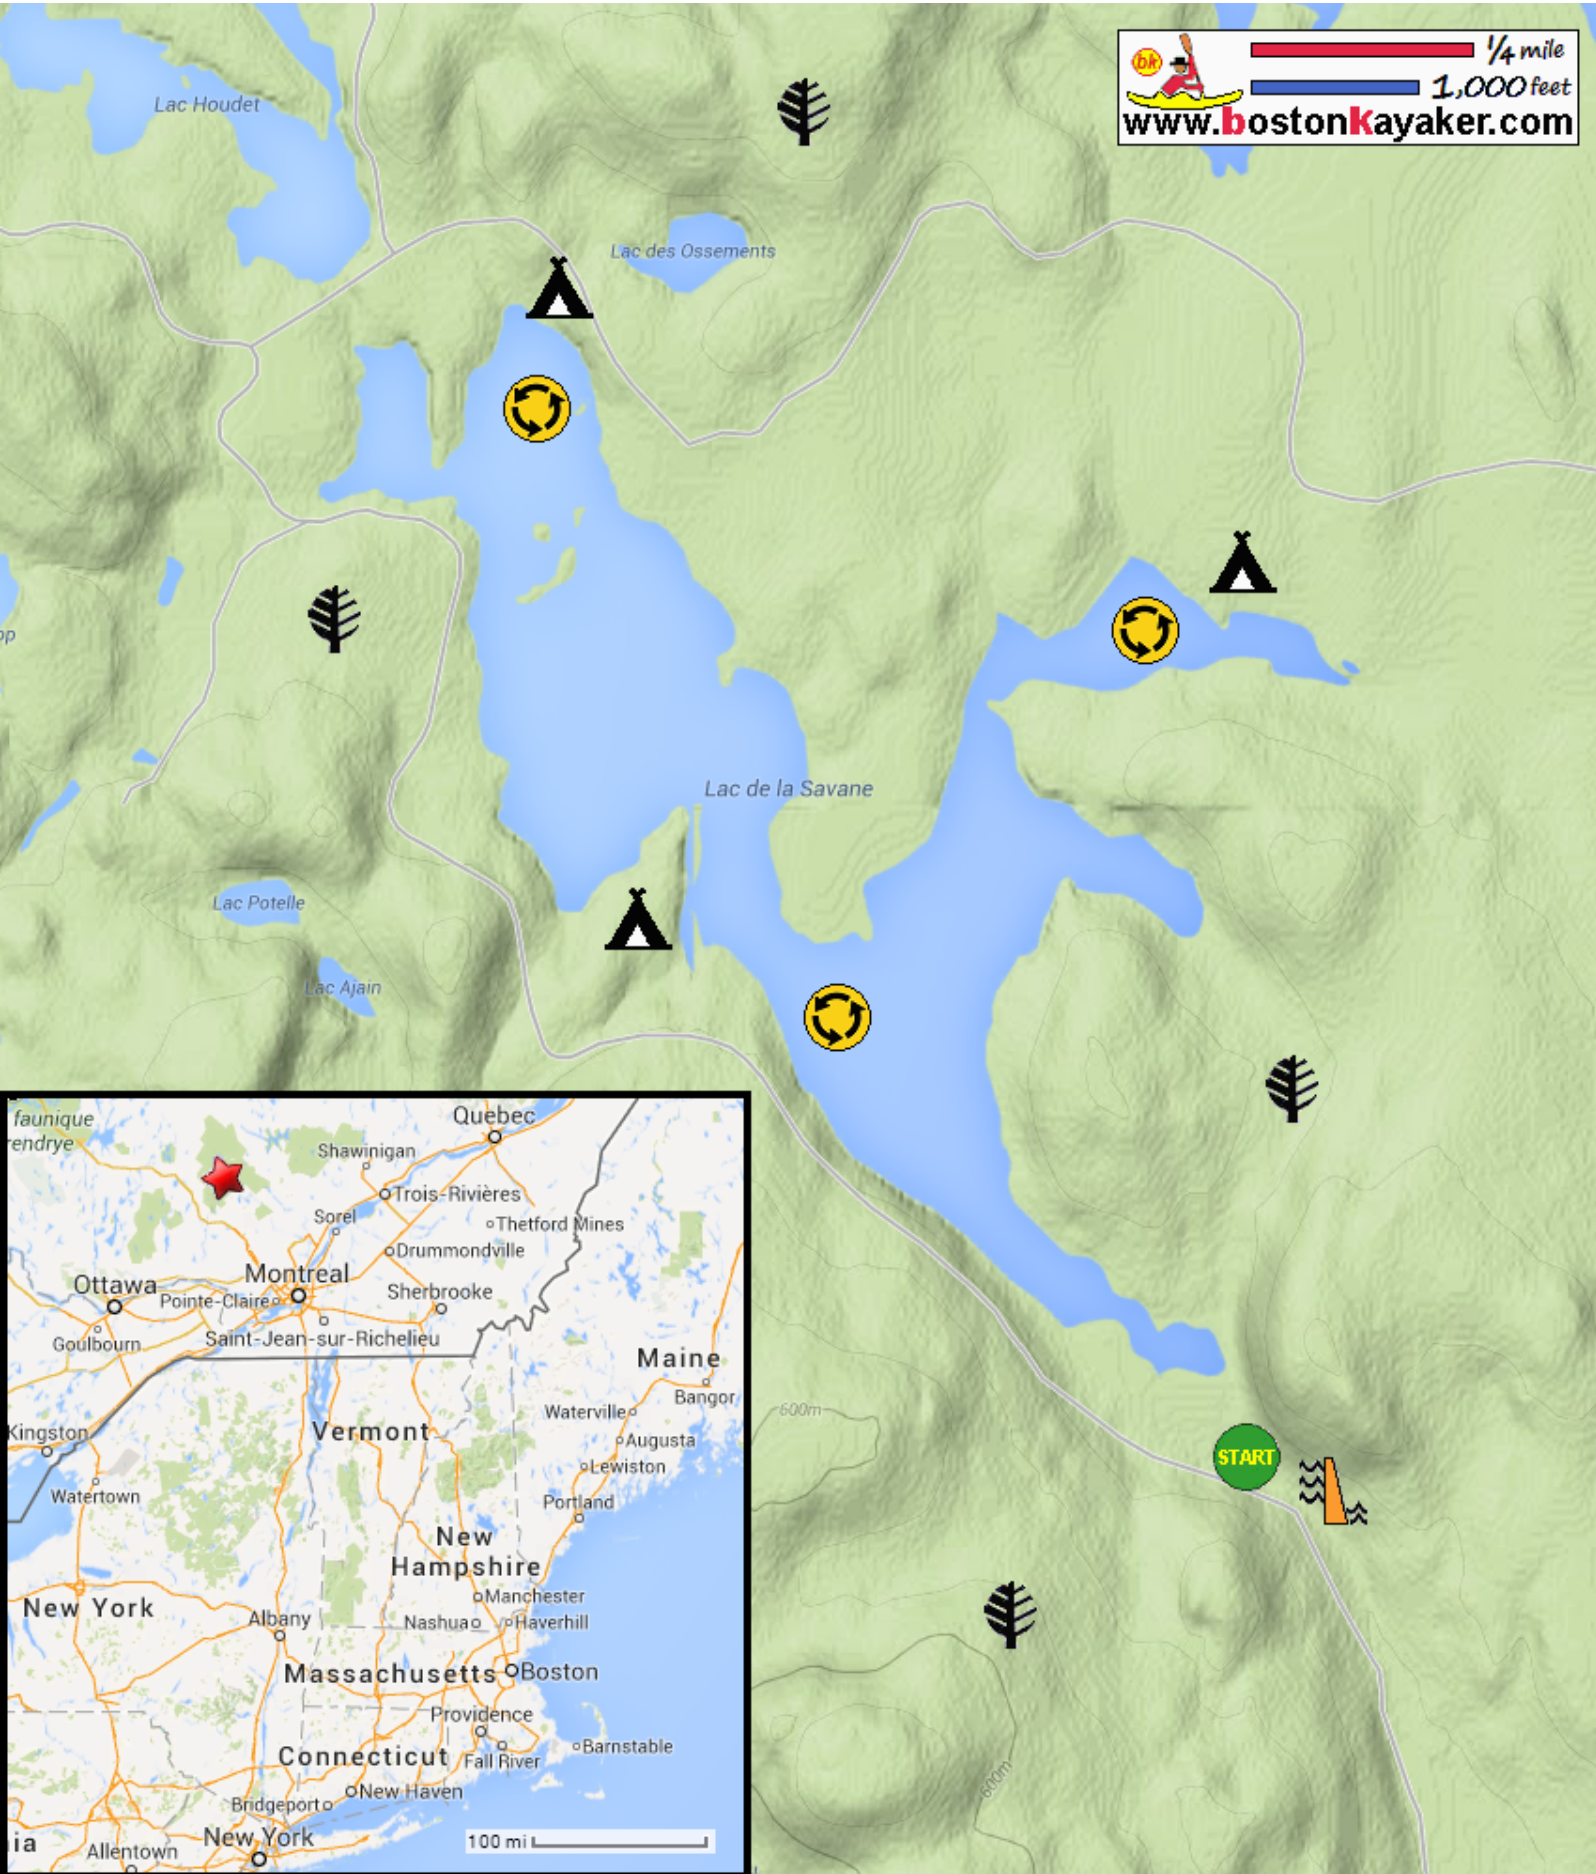 bk
1/4 mile
1,000 feet
www.bostonkayaker.com
Lac Houdet
Lac des Ossements
Lac de la Savane
Lac Potelle
Lac Ajain
START
600m
600m
faunique
rendrye
Quebec
Shawinigan
Trois-Rivières
Sorel
Thetford Mines
Drummondville
Montreal
Ottawa
Pointe-Claire
Sherbrooke
Goulbourn
Saint-Jean-sur-Richelieu
Maine
Bangor
Kingston
Vermont
Waterville
Augusta
Lewiston
Watertown
Portland
New
Hampshire
Manchester
New York
Albany
Nashua
Haverhill
Massachusetts
Boston
Providence
Connecticut
Fall River
Barnstable
New Haven
Bridgeport
New York
ia
Allentown
100 mi